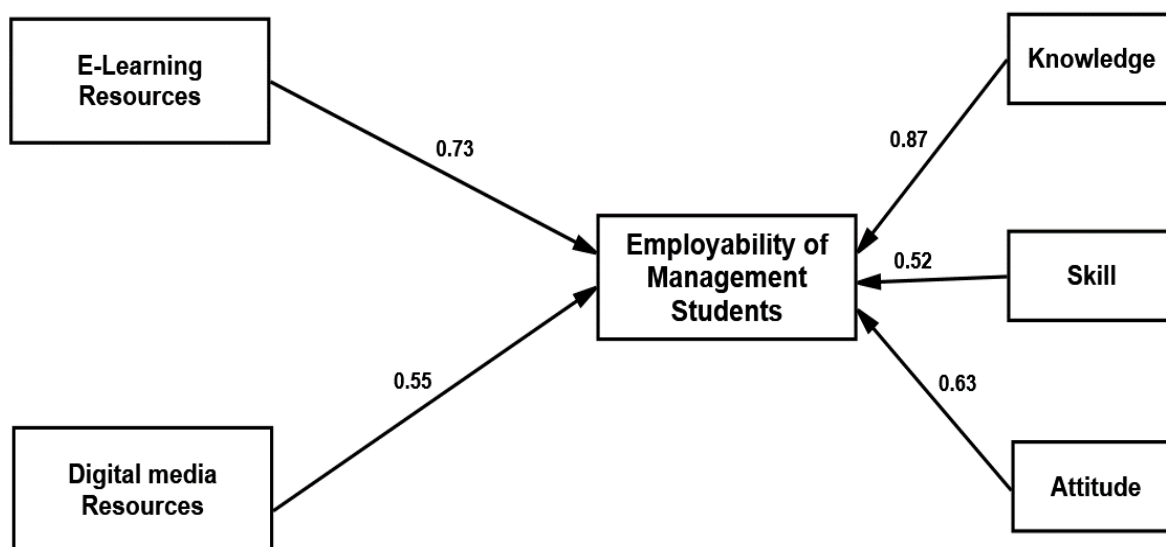 E-Learning
Resources
Knowledge
0.73
0.87
Employability of
Management
Students
0.52
Skill
0.55
0.63
Digital media
Resources
Attitude